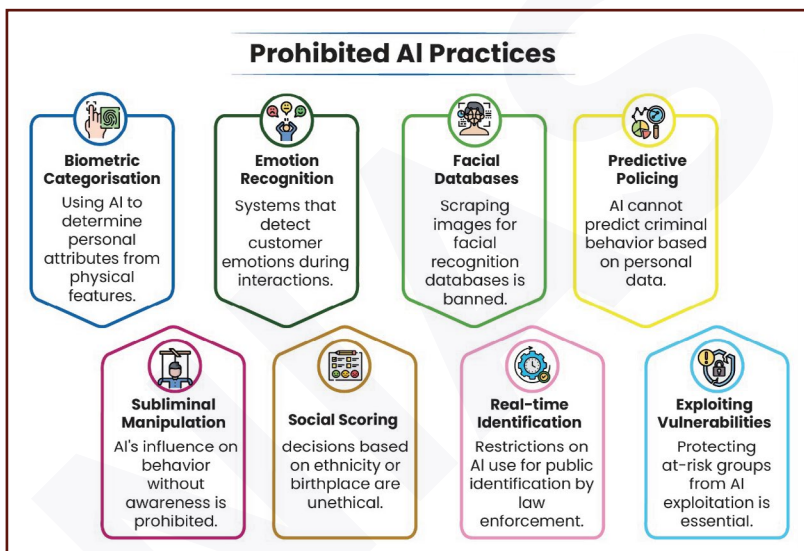 Prohibited AI Practices
Biometric
Categorisation
Using AI to
determine
personal
attributes from
physical
features.
Emotion
Recognition
Systems that
detect
customer
emotions during
interactions.
Facial
Databases
Scraping
images for
facial
recognition
databases is
banned.
Predictive
Policing
AI cannot
predict criminal
behavior based
on personal
data.
Subliminal
Manipulation
AI's influence on
behavior
without
awareness is
prohibited.
Social Scoring
decisions based
on ethnicity or
birthplace are
unethical.
Real-time
Identification
Restrictions on
AI use for public
identification by
law
enforcement.
Exploiting
Vulnerabilities
Protecting
at-risk groups
from AI
exploitation is
essential.